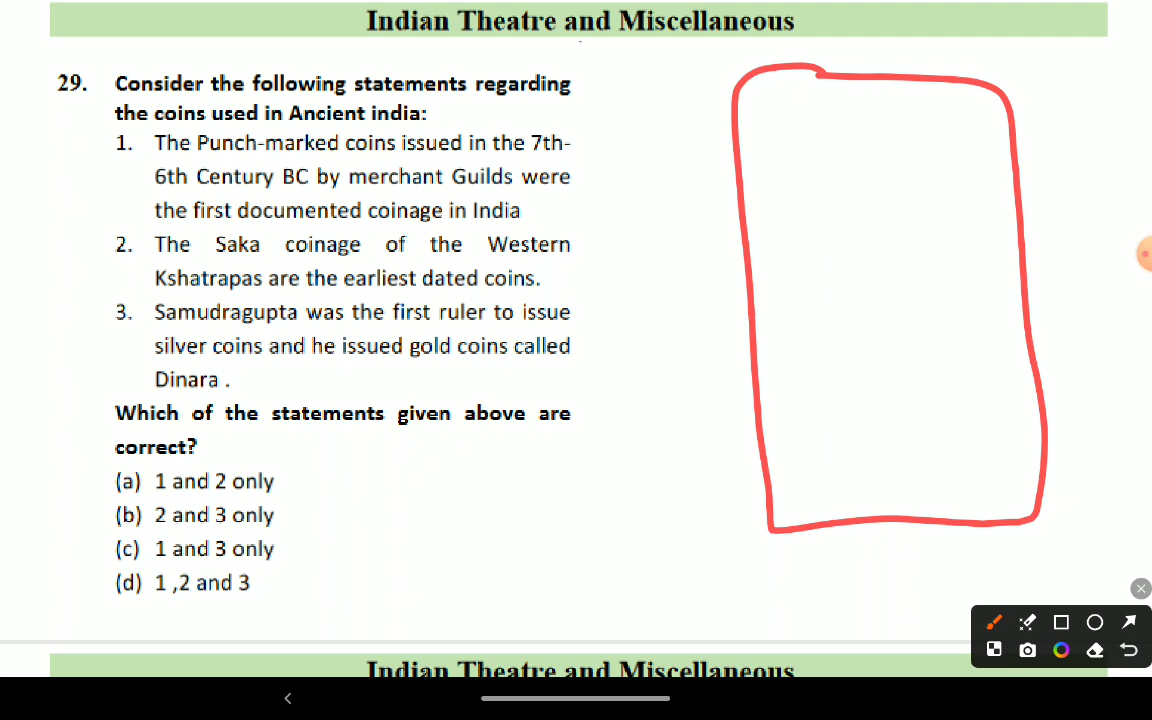 Indian Theatre and Miscellaneous
29. Consider the following statements regarding
the coins used in Ancient india:
1. The Punch-marked coins issued in the 7th-
6th Century BC by merchant Guilds were
the first documented coinage in India
2. The Saka coinage of the Western
Kshatrapas are the earliest dated coins.
3. Samudragupta was the first ruler to issue
silver coins and he issued gold coins called
Dinara .
Which of the statements given above are
correct?
(a) 1 and 2 only
(b) 2 and 3 only
(c) 1 and 3 only
(d) 1 ,2 and 3
Indian Theatre and Miscellaneous